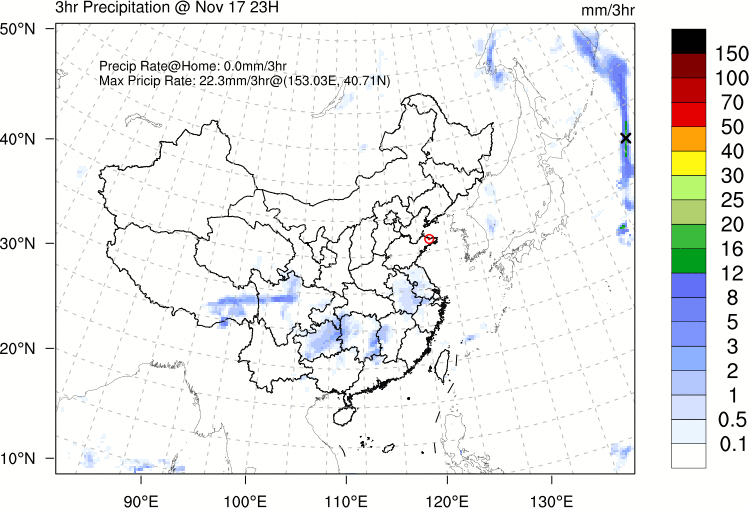 3hr Precipitation @ Nov 17 23H
mm/3hr
Precip Rate@Home: 0.0mm/3hr
Max Pricip Rate: 22.3mm/3hr@(153.03E, 40.71N)
50°N
40°N
30°N
20°N
10°N
90°E 100°E 110°E 120°E 130°E
150
100
70
50
40
30
25
20
16
12
8
5
3
2
1
0.5
0.1